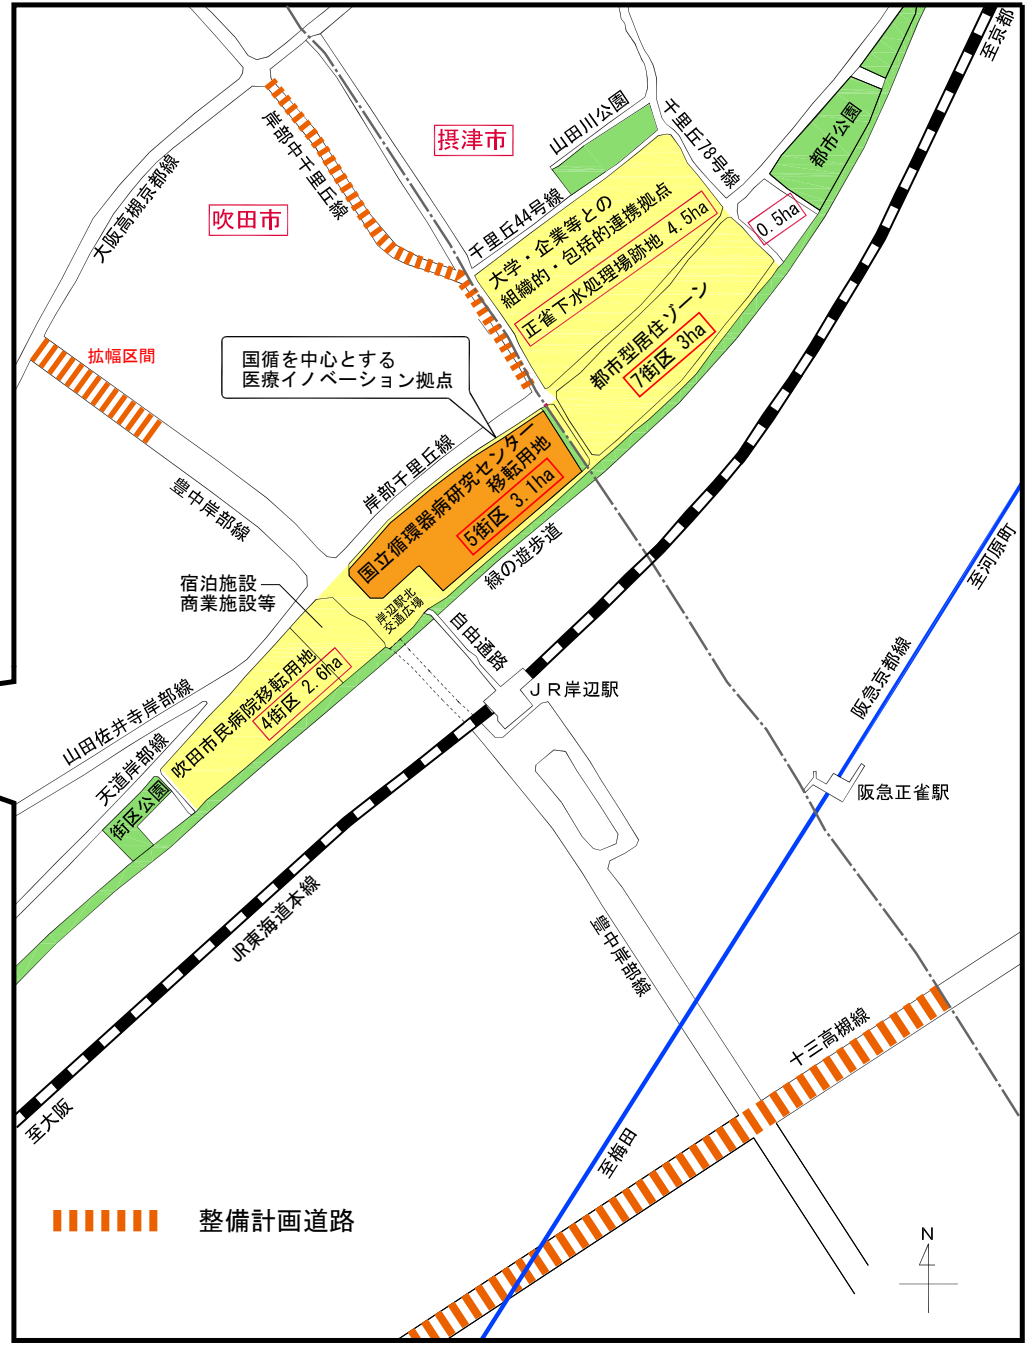 至京都
摂津市
山田川公園
千里丘78号線
都市公園
岸部中千里丘線
大阪高槻京都線
吹田市
千里丘44号線
大学・企業等との
組織的・包括的連携拠点
正雀下水処理場跡地 4.5ha
0.5ha
都市型居住ゾーン
7街区 3ha
拡幅区間
国循を中心とする
医療イノベーション拠点
岸部千里丘線
国立循環器病研究センター
移転用地
5街区 3.1ha
豊中岸部線
緑の遊歩道
至河原町
宿泊施設
商業施設等
岸辺駅北
交通広場
自由通路
吹田市民病院移転用地
4街区 2.6ha
JR岸辺駅
阪急京都線
山田佐井寺岸部線
天道岸部線
街区公園
阪急正雀駅
JR東海道本線
豊中岸部線
十三高槻線
至大阪
至梅田
整備計画道路
N